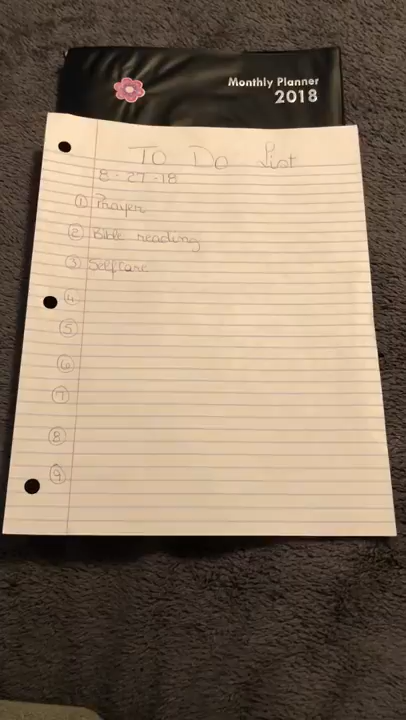 Monthly Planner
2018
TO DO List
8-27-18
① Prayer
② Bible reading
③ Selfcare
④
⑤
⑥
⑦
⑧
⑨